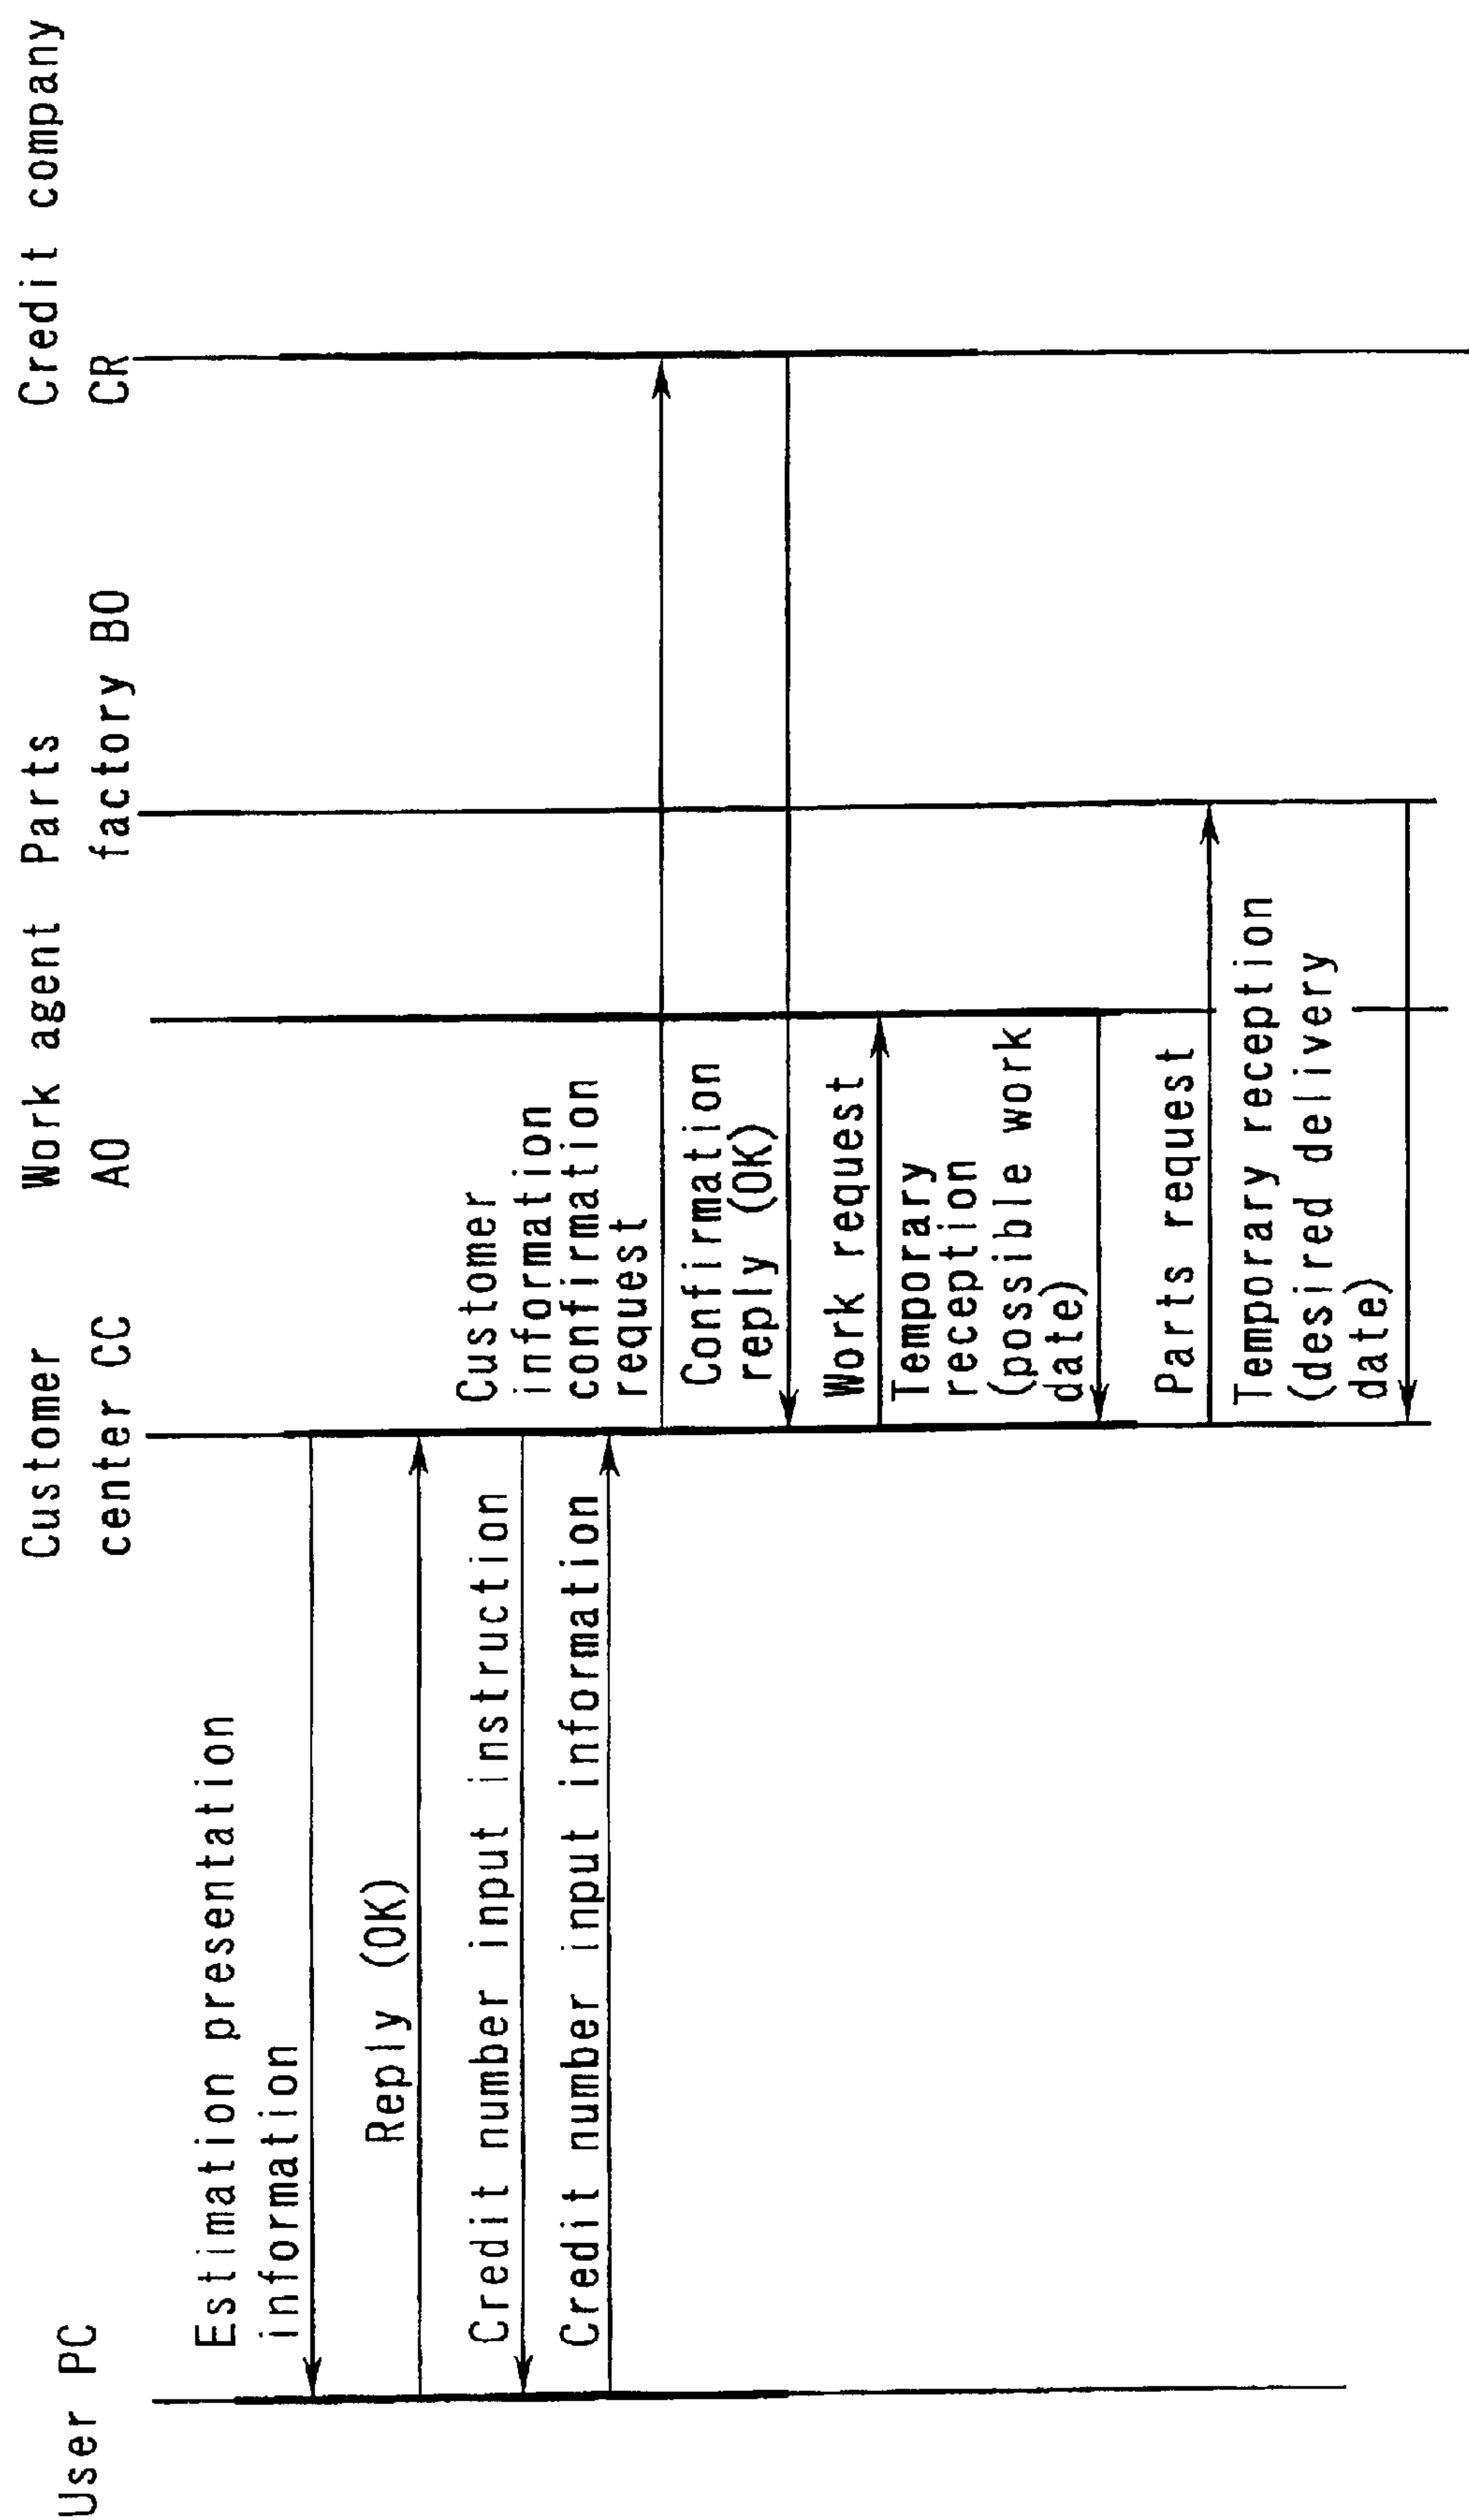 User PC
Customer
center CC
Work agent
A0
Parts
factory B0
Credit company
CR
Estimation presentation
information
Reply (OK)
Credit number input instruction
Credit number input information
Customer
information
confirmation
request
Confirmation
reply (OK)
Work request
Temporary
reception
(possible work
date)
Parts request
Temporary reception
(desired delivery
date)